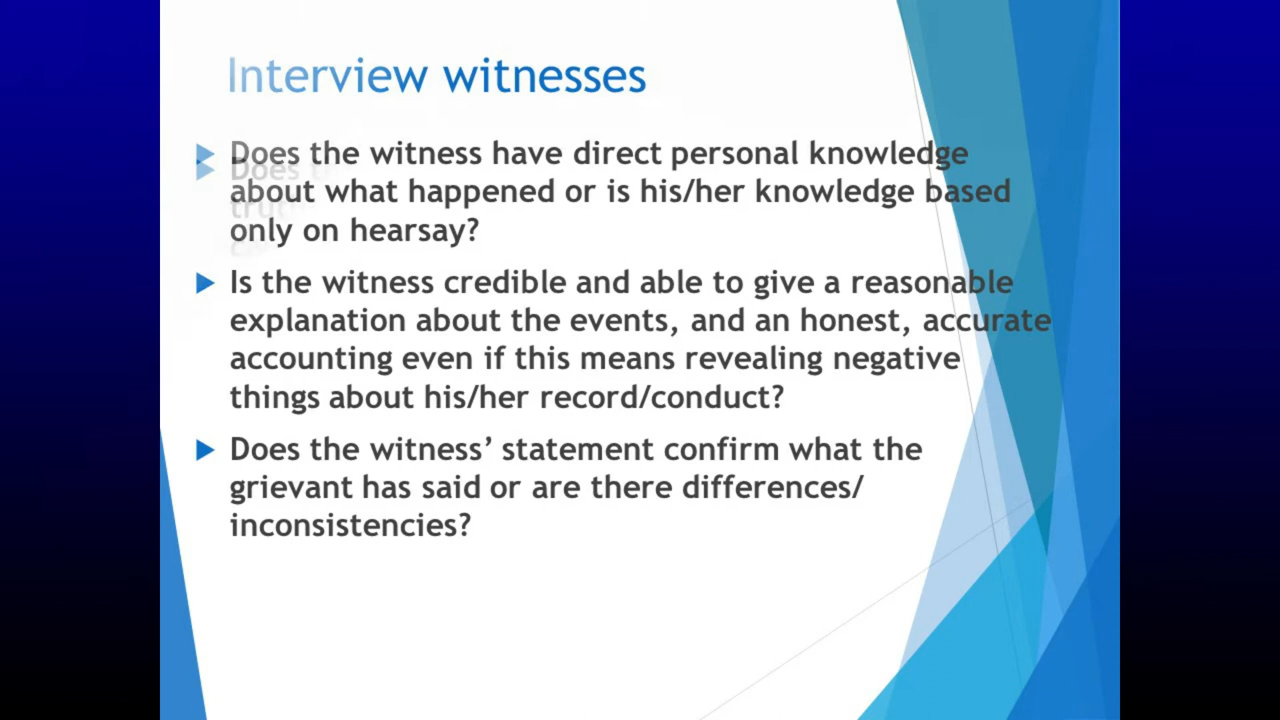 Interview witnesses
Does the witness have direct personal knowledge
Does
about what happened or is his/her knowledge based
only on hearsay?
Is the witness credible and able to give a reasonable
explanation about the events, and an honest, accurate
accounting even if this means revealing negative
things about his/her record/conduct?
Does the witness’ statement confirm what the
grievant has said or are there differences/
inconsistencies?